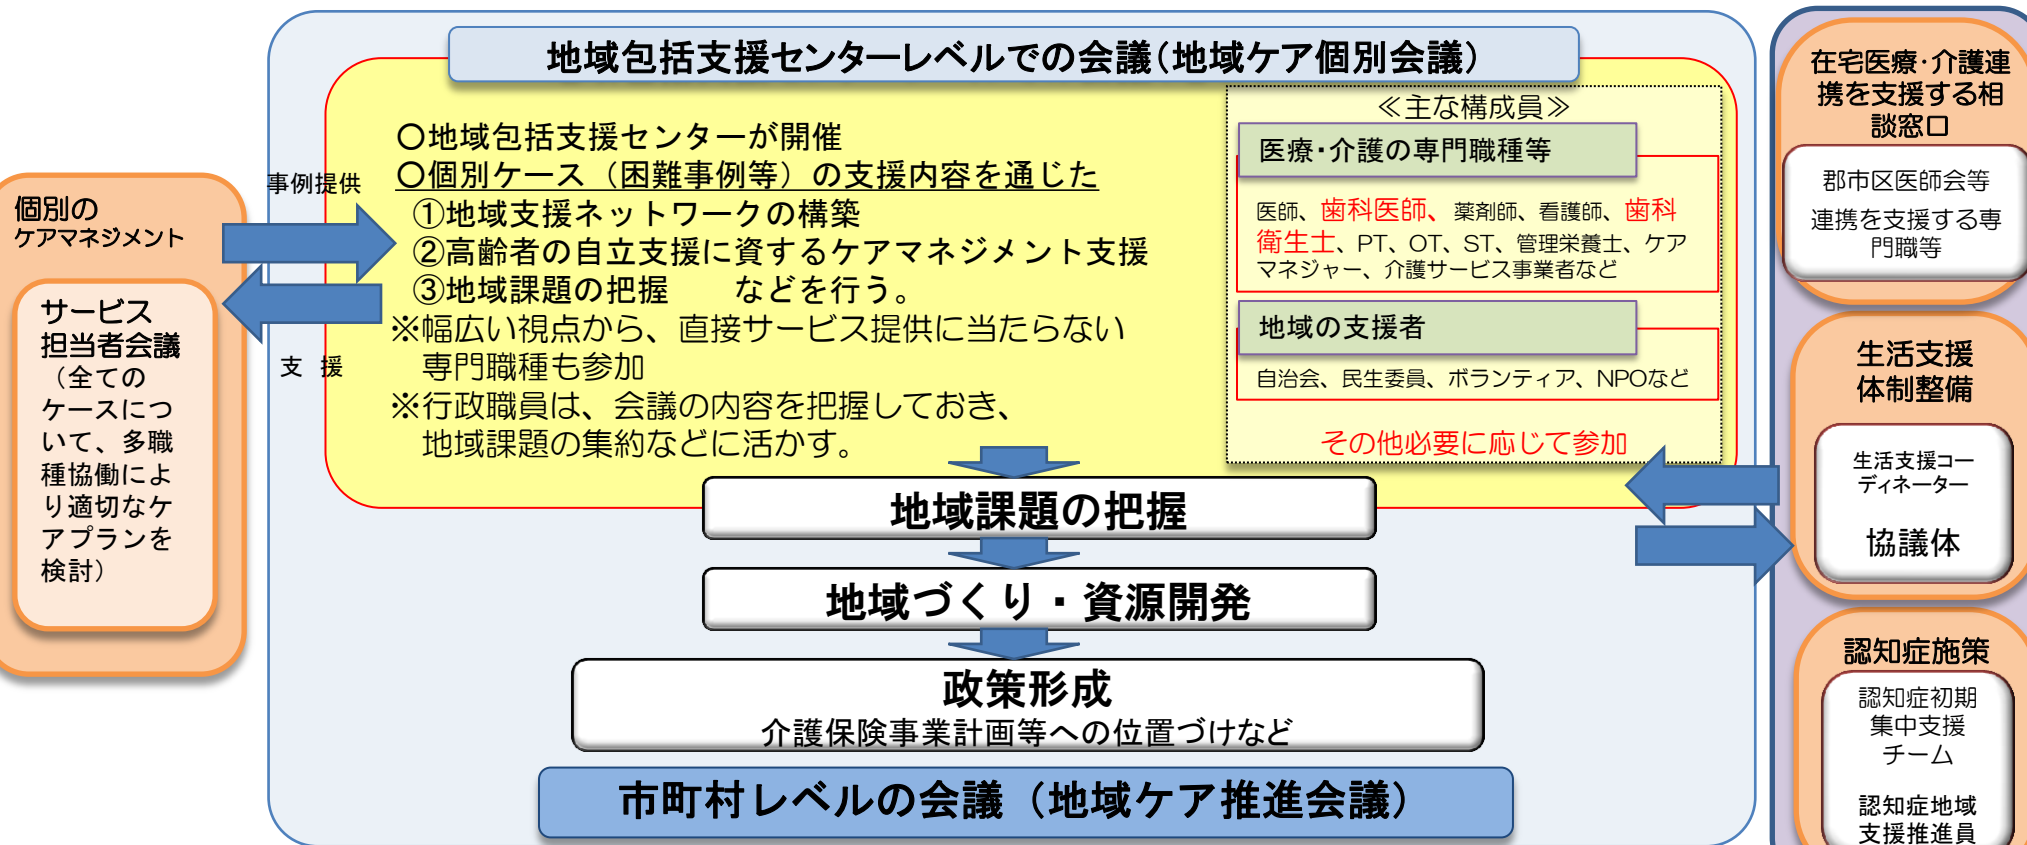 地域包括支援センターレベルでの会議（地域ケア個別会議）
〇地域包括支援センターが開催
〇個別ケース（困難事例等）の支援内容を通じた
①地域支援ネットワークの構築
②高齢者の自立支援に資するケアマネジメント支援
③地域課題の把握　　などを行う。
※幅広い視点から、直接サービス提供に当たらない
専門職種も参加
※行政職員は、会議の内容を把握しておき、
地域課題の集約などに活かす。
≪主な構成員≫
医療・介護の専門職種等
医師、歯科医師、薬剤師、看護師、歯科
衛生士、PT、OT、ST、管理栄養士、ケア
マネジャー、介護サービス事業者など
地域の支援者
自治会、民生委員、ボランティア、NPOなど
その他必要に応じて参加
事例提供
支　援
個別の
ケアマネジメント
サービス
担当者会議
（全ての
ケースにつ
いて、多職
種協働によ
り適切なケ
アプランを
検討）
地域課題の把握
地域づくり・資源開発
政策形成
介護保険事業計画等への位置づけなど
市町村レベルの会議（地域ケア推進会議）
在宅医療・介護連
携を支援する相
談窓口
郡市区医師会等
連携を支援する専
門職等
生活支援
体制整備
生活支援コー
ディネーター
協議体
認知症施策
認知症初期
集中支援
チーム
認知症地域
支援推進員